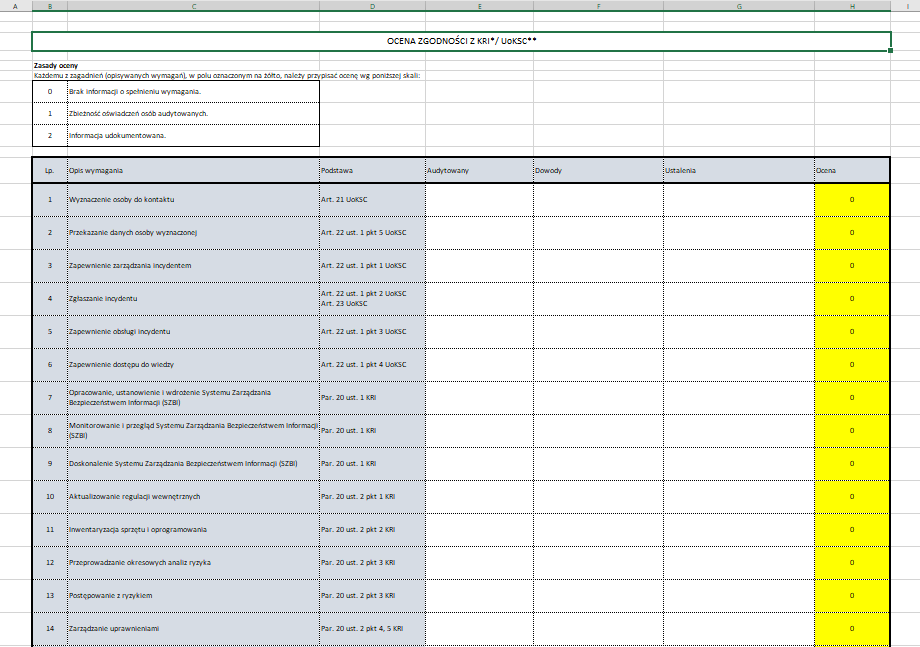 A B C D E F G H I
OCENA ZGODNOŚCI Z KRI*/ UoKSC**
Zasady oceny
Każdemu z zagadnień (opisywanych wymagań), w polu oznaczonym na żółto, należy przypisać ocenę wg poniższej skali:
0 Brak informacji o spełnieniu wymagania.
1 Zbieżność oświadczeń osób audytowanych.
2 Informacja udokumentowana.
Lp. Opis wymagania Podstawa Audytowany Dowody Ustalenia Ocena
1 Wyznaczenie osoby do kontaktu Art. 21 UoKSC 0
2 Przekazanie danych osoby wyznaczonej Art. 22 ust. 1 pkt 5 UoKSC 0
3 Zapewnienie zarządzania incydentem Art. 22 ust. 1 pkt 1 UoKSC 0
4 Zgłaszanie incydentu Art. 22 ust. 1 pkt 2 UoKSC
Art. 23 UoKSC 0
5 Zapewnienie obsługi incydentu Art. 22 ust. 1 pkt 3 UoKSC 0
6 Zapewnienie dostępu do wiedzy Art. 22 ust. 1 pkt 4 UoKSC 0
7 Opracowanie, ustanowienie i wdrożenie Systemu Zarządzania
Bezpieczeństwem Informacji (SZBI) Par. 20 ust. 1 KRI 0
8 Monitorowanie i przegląd Systemu Zarządzania Bezpieczeństwem Informacji
(SZBI) Par. 20 ust. 1 KRI 0
9 Doskonalenie Systemu Zarządzania Bezpieczeństwem Informacji (SZBI) Par. 20 ust. 1 KRI 0
10 Aktualizowanie regulacji wewnętrznych Par. 20 ust. 2 pkt 1 KRI 0
11 Inwentaryzacja sprzętu i oprogramowania Par. 20 ust. 2 pkt 2 KRI 0
12 Przeprowadzanie okresowych analiz ryzyka Par. 20 ust. 2 pkt 3 KRI 0
13 Postępowanie z ryzykiem Par. 20 ust. 2 pkt 3 KRI 0
14 Zarządzanie uprawnieniami Par. 20 ust. 2 pkt 4, 5 KRI 0